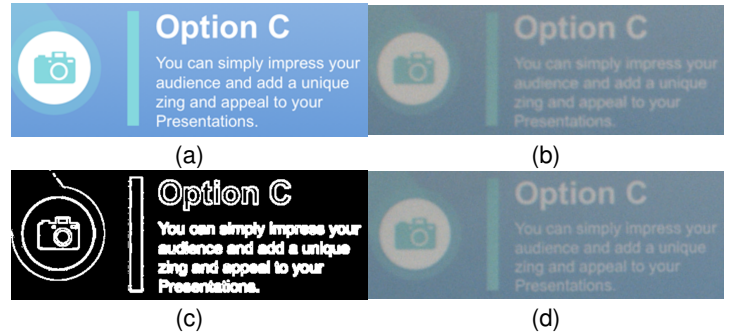 Option C
You can simply impress your
audience and add a unique
zing and appeal to your
Presentations.
(a)
Option C
You can simply impress your
audience and add a unique
zing and appeal to your
Presentations.
(b)
Option C
You can simply impress your
audience and add a unique
zing and appeal to your
Presentations.
(c)
Option C
You can simply impress your
audience and add a unique
zing and appeal to your
Presentations.
(d)